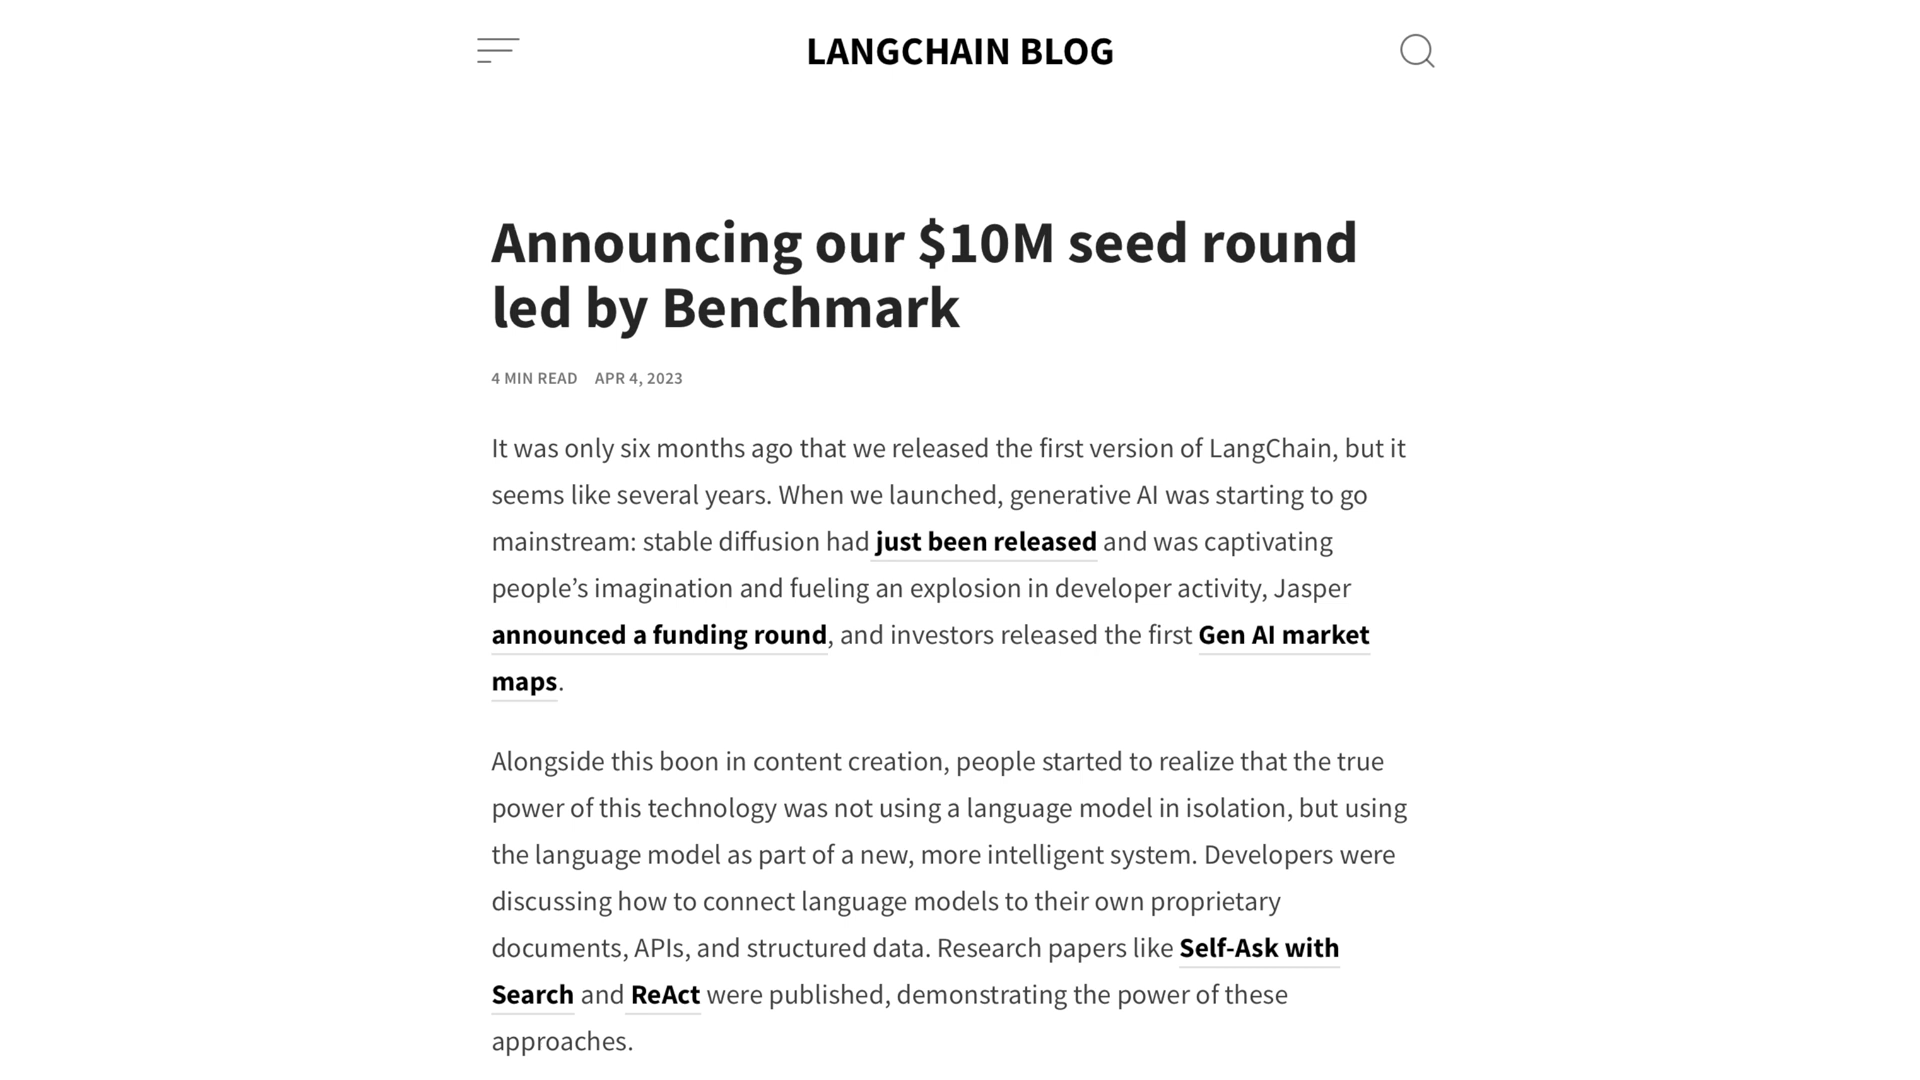 LANGCHAIN BLOG
Announcing our $10M seed round
led by Benchmark
4 MIN READ APR 4, 2023
It was only six months ago that we released the first version of LangChain, but it
seems like several years. When we launched, generative AI was starting to go
mainstream: stable diffusion had just been released and was captivating
people’s imagination and fueling an explosion in developer activity, Jasper
announced a funding round, and investors released the first Gen AI market
maps.
Alongside this boon in content creation, people started to realize that the true
power of this technology was not using a language model in isolation, but using
the language model as part of a new, more intelligent system. Developers were
discussing how to connect language models to their own proprietary
documents, APIs, and structured data. Research papers like Self-Ask with
Search and ReAct were published, demonstrating the power of these
approaches.